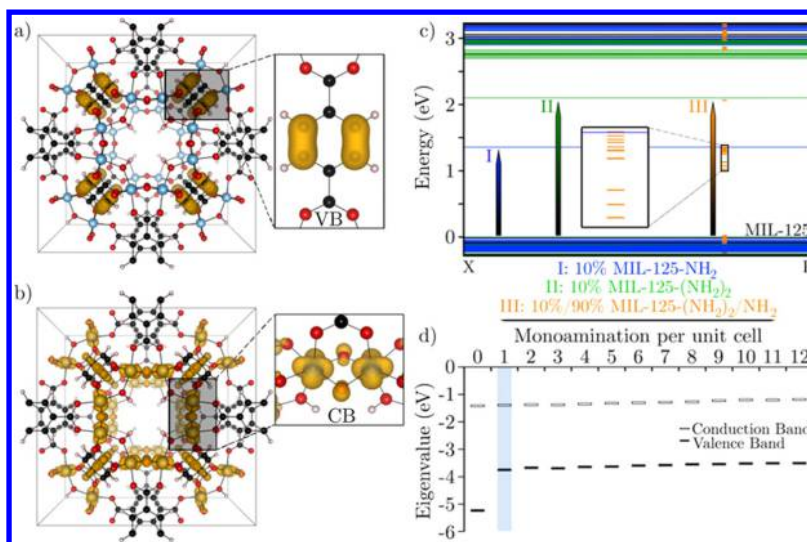 a)
VB
b)
CB
c)
Energy (eV)
3
2
1
0
I
II
III
MIL-125
X
I: 10% MIL-125-NH₂
II: 10% MIL-125-(NH₂)₂
III: 10%/90% MIL-125-(NH₂)₂/NH₂
d)
Monoamination per unit cell
0 1 2 3 4 5 6 7 8 9 10 11 12
Eigenvalue (eV)
0
-1
-2
-3
-4
-5
-6
Conduction Band
Valence Band